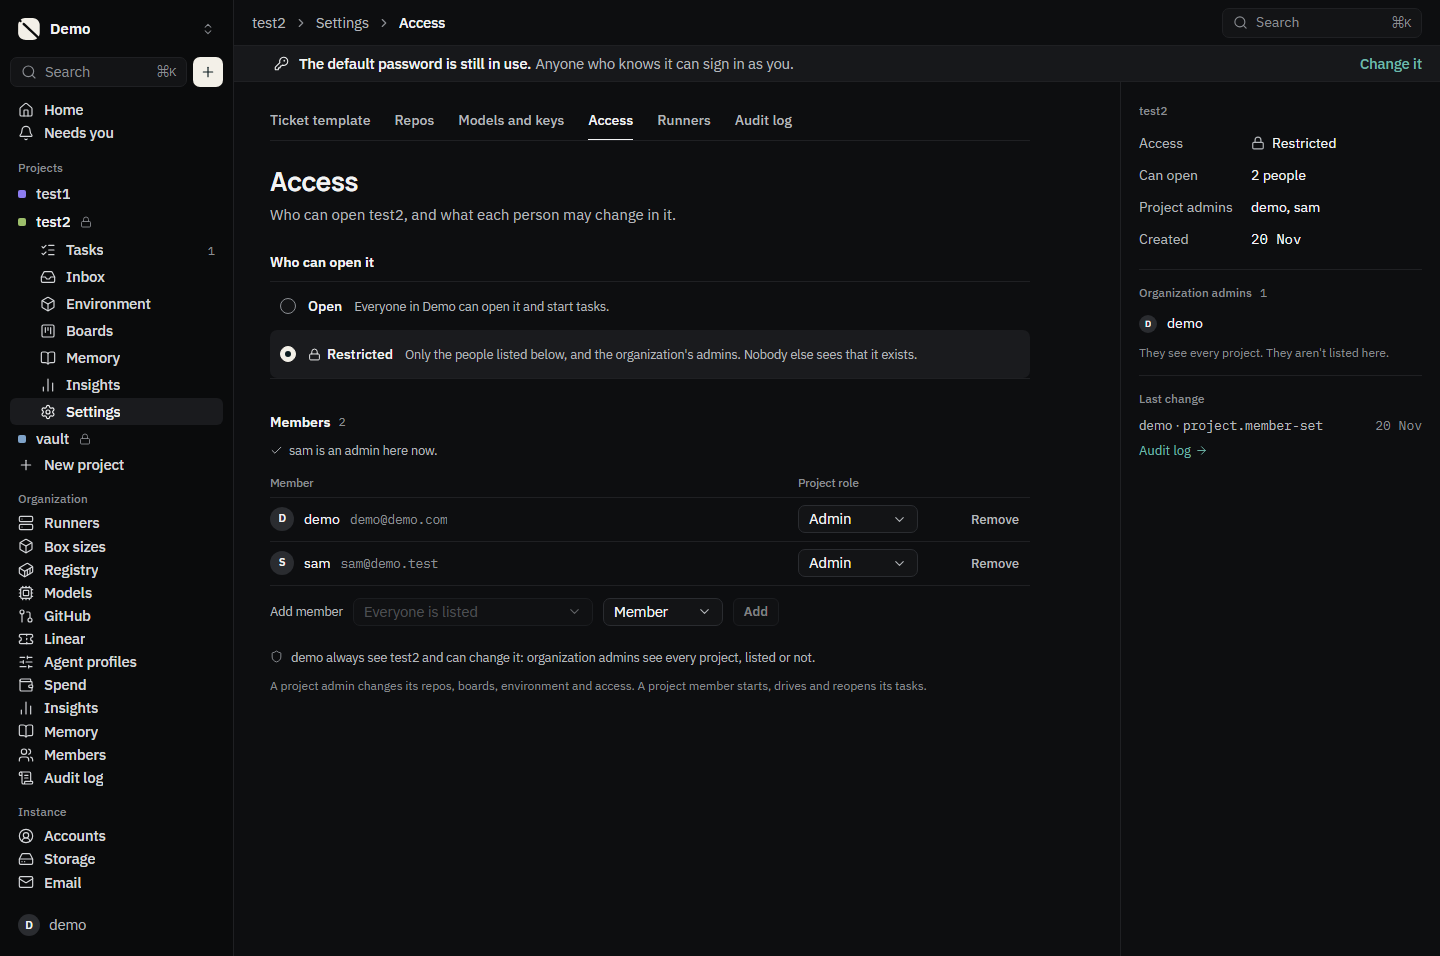 Demo
Search ⌘K
Home
Needs you
Projects
test1
test2
Tasks 1
Inbox
Environment
Boards
Memory
Insights
Settings
vault
New project
Organization
Runners
Box sizes
Registry
Models
GitHub
Linear
Agent profiles
Spend
Insights
Memory
Members
Audit log
Instance
Accounts
Storage
Email
D demo
test2 > Settings > Access
Search ⌘K
The default password is still in use. Anyone who knows it can sign in as you.
Change it
Ticket template Repos Models and keys Access Runners Audit log
Access
Who can open test2, and what each person may change in it.
Who can open it
Open Everyone in Demo can open it and start tasks.
Restricted Only the people listed below, and the organization's admins. Nobody else sees that it exists.
Members 2
sam is an admin here now.
Member Project role
D demo demo@demo.com Admin Remove
S sam sam@demo.test Admin Remove
Add member Everyone is listed Member Add
demo always see test2 and can change it: organization admins see every project, listed or not.
A project admin changes its repos, boards, environment and access. A project member starts, drives and reopens its tasks.
test2
Access Restricted
Can open 2 people
Project admins demo, sam
Created 20 Nov
Organization admins 1
D demo
They see every project. They aren't listed here.
Last change
demo · project.member-set 20 Nov
Audit log →